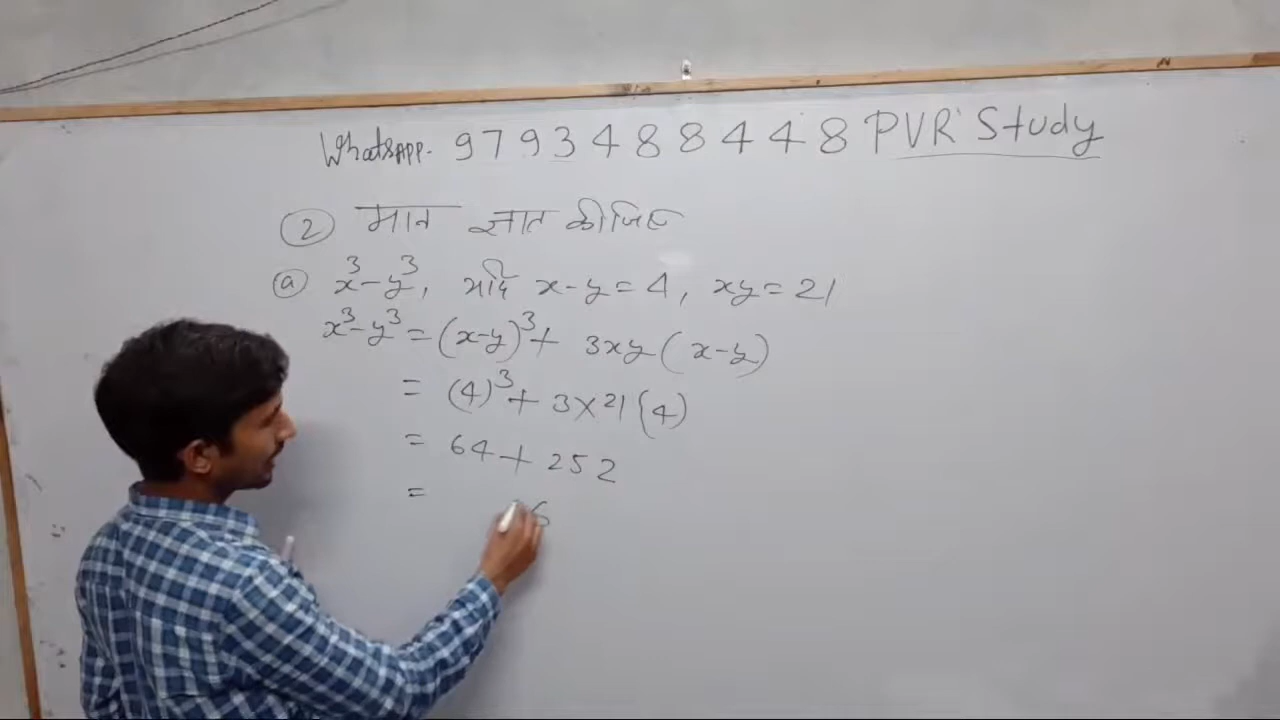 Whatsapp. 9793488448 PVR Study
② मान ज्ञात कीजिए
ⓐ x³-y³, यदि x-y=4, xy=21
x³-y³=(x-y)³+ 3xy(x-y)
= (4)³+3×21(4)
= 64+252
= 6